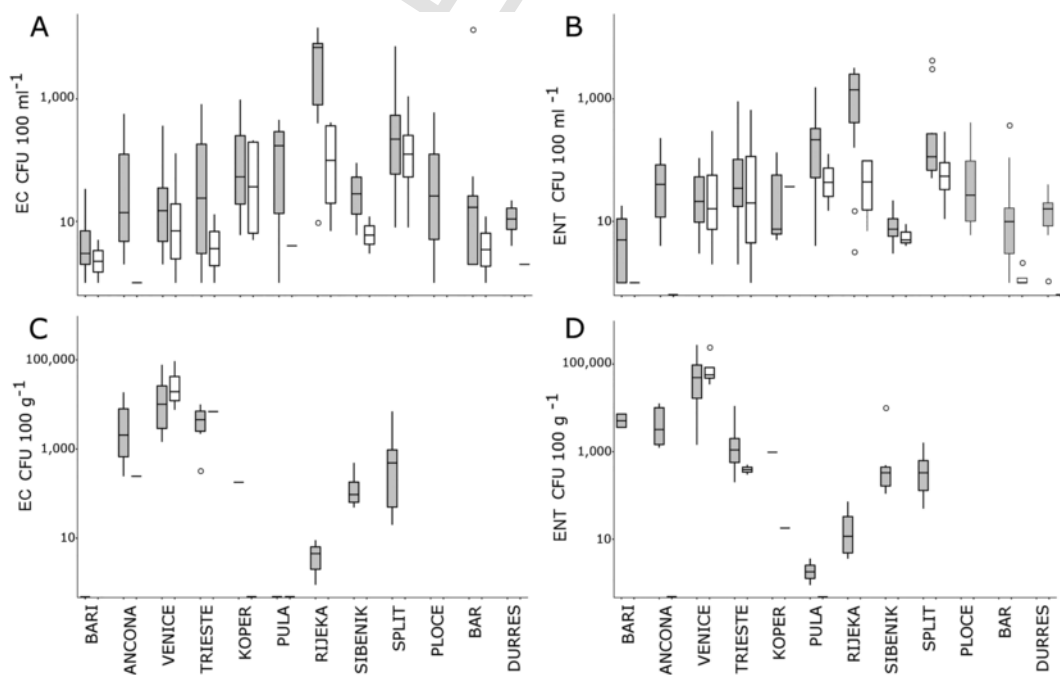 A
EC CFU 100 ml-1
1,000
10
B
ENT CFU 100 ml-1
1,000
10
C
EC CFU 100 g-1
100,000
1,000
10
D
ENT CFU 100 g-1
100,000
1,000
10
BARI
ANCONA
VENICE
TRIESTE
KOPER
PULA
RIJEKA
SIBENIK
SPLIT
PLOCE
BAR
DURRES
BARI
ANCONA
VENICE
TRIESTE
KOPER
PULA
RIJEKA
SIBENIK
SPLIT
PLOCE
BAR
DURRES